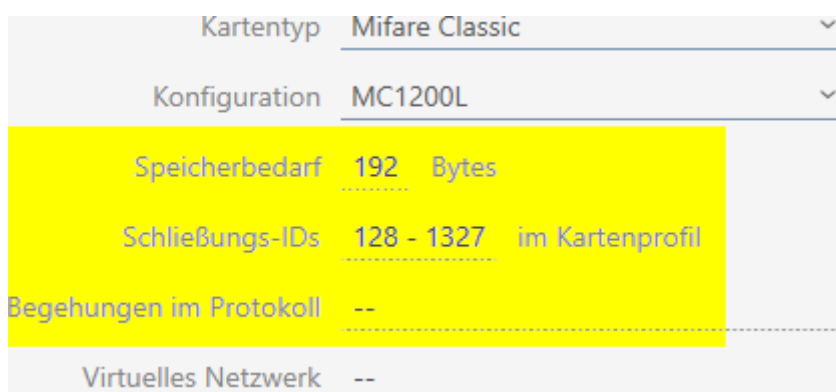 Kartentyp Mifare Classic
Konfiguration MC1200L
Speicherbedarf 192 Bytes
Schließungs-IDs 128 - 1327 im Kartenprofil
Begehungen im Protokoll --
Virtuelles Netzwerk --